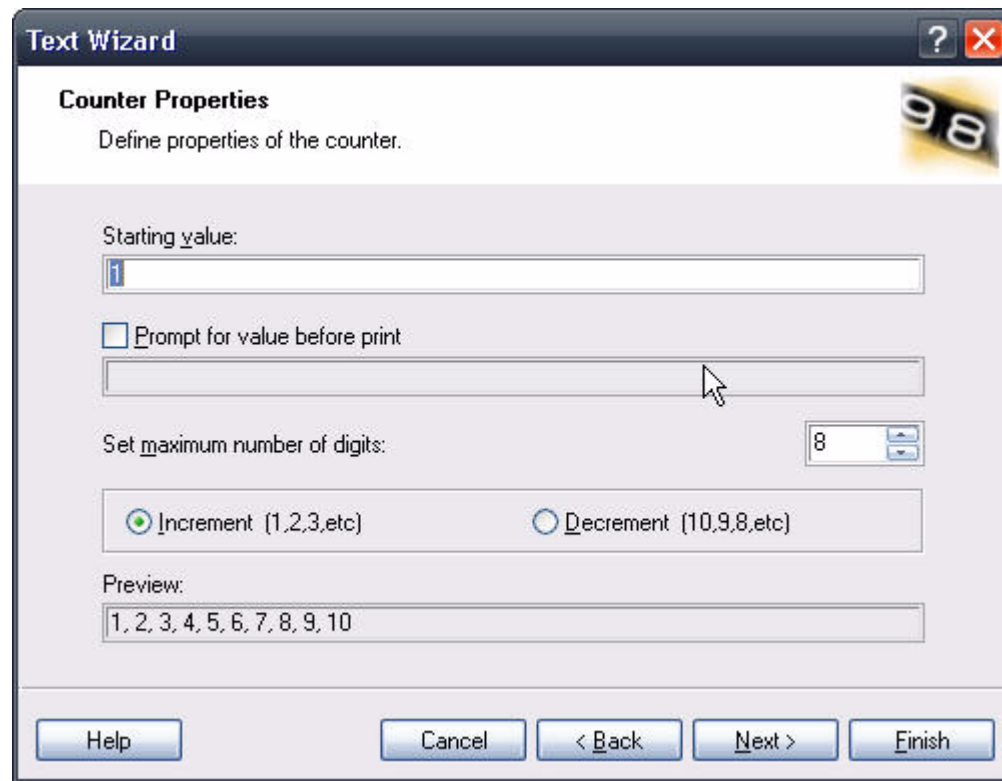 Text Wizard
?
Counter Properties
Define properties of the counter.
98
Starting value:
1
Prompt for value before print
Set maximum number of digits:
8
Increment (1,2,3,etc)
Decrement (10,9,8,etc)
Preview:
1, 2, 3, 4, 5, 6, 7, 8, 9, 10
Help
Cancel
< Back
Next >
Finish